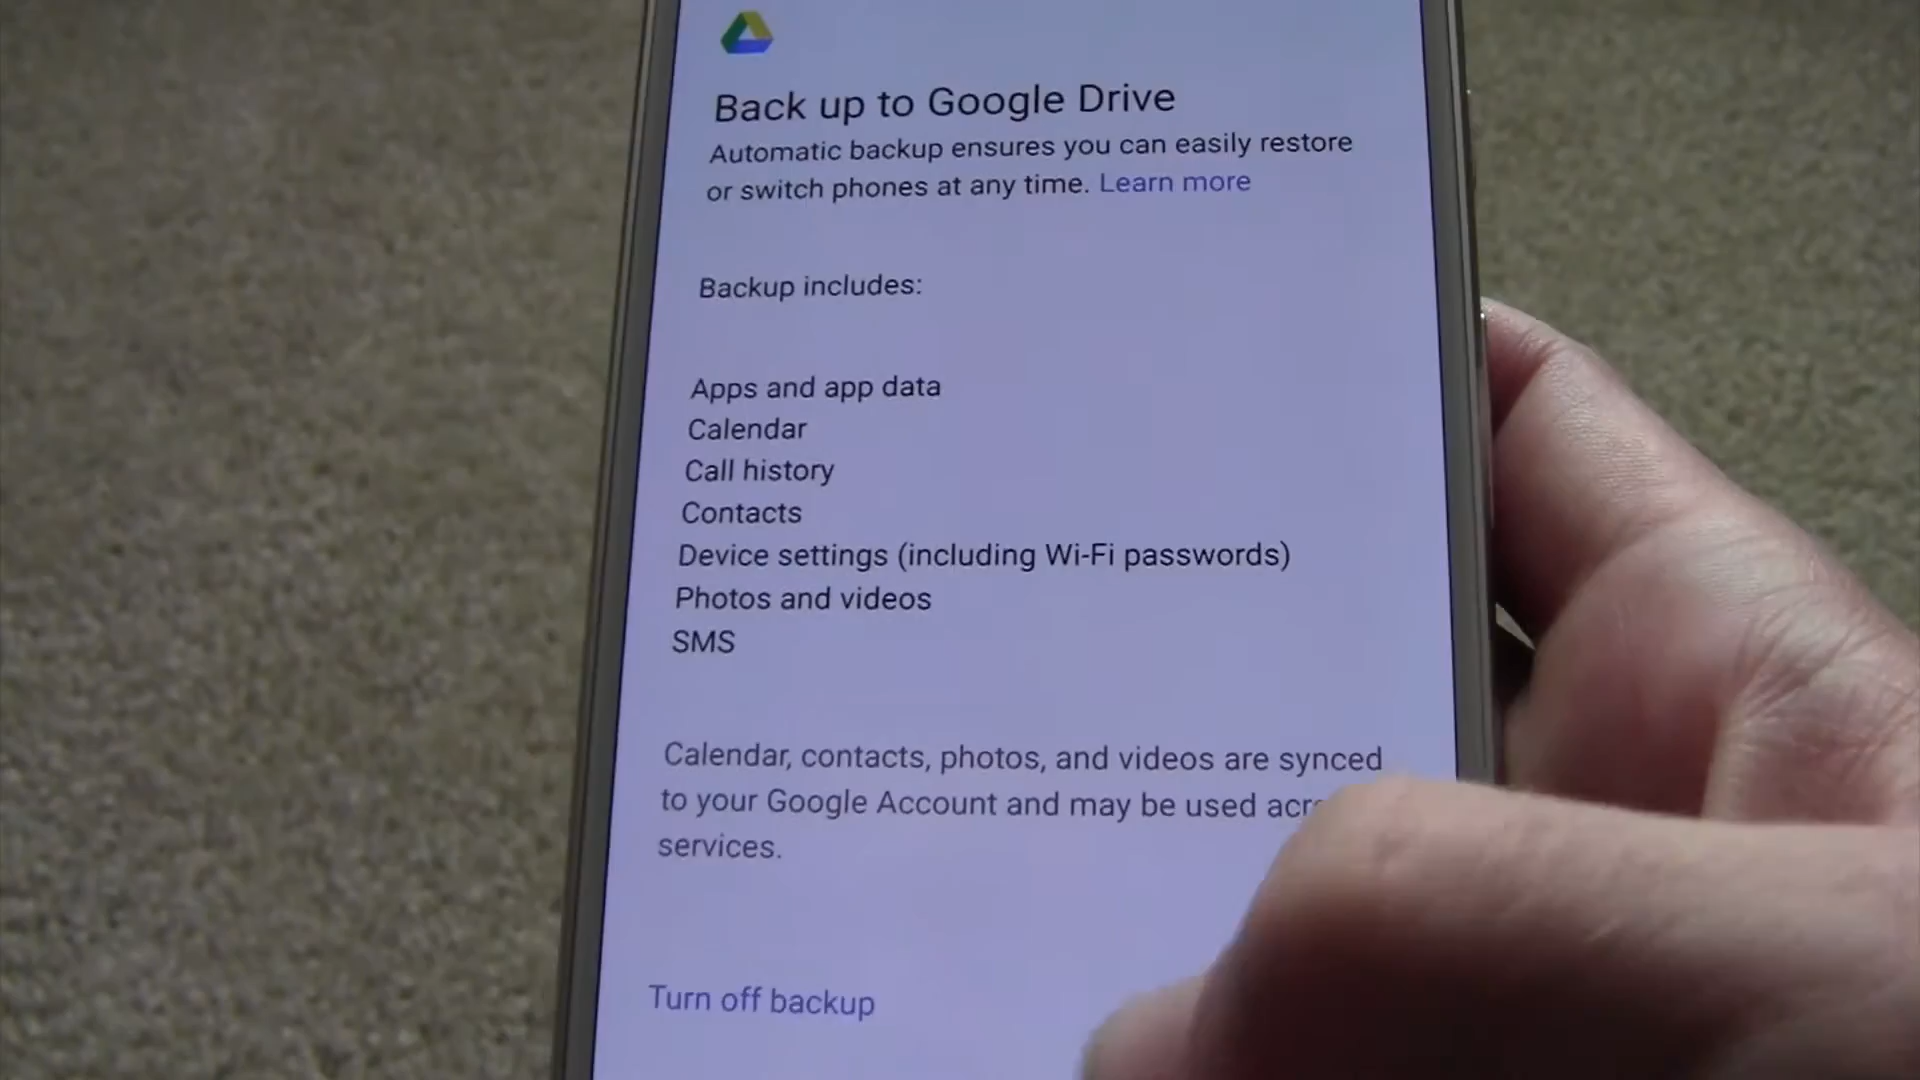 Back up to Google Drive
Automatic backup ensures you can easily restore
or switch phones at any time. Learn more
Backup includes:
Apps and app data
Calendar
Call history
Contacts
Device settings (including Wi-Fi passwords)
Photos and videos
SMS
Calendar, contacts, photos, and videos are synced
to your Google Account and may be used
services.
Turn off backup